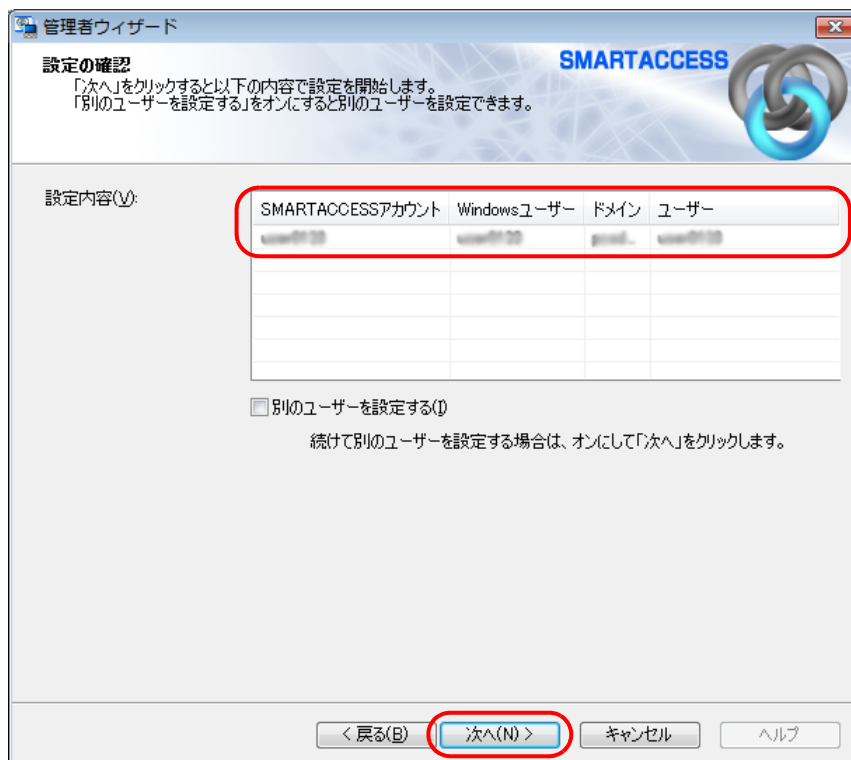 管理者ウィザード
設定の確認
「次へ」をクリックすると以下の内容で設定を開始します。
「別のユーザーを設定する」をオンにすると別のユーザーを設定できます。
SMARTACCESS
設定内容(V):
SMARTACCESSアカウント Windowsユーザー ドメイン ユーザー
別のユーザーを設定する(I)
続けて別のユーザーを設定する場合は、オンにして「次へ」をクリックします。
< 戻る(B) 次へ(N) > キャンセル ヘルプ